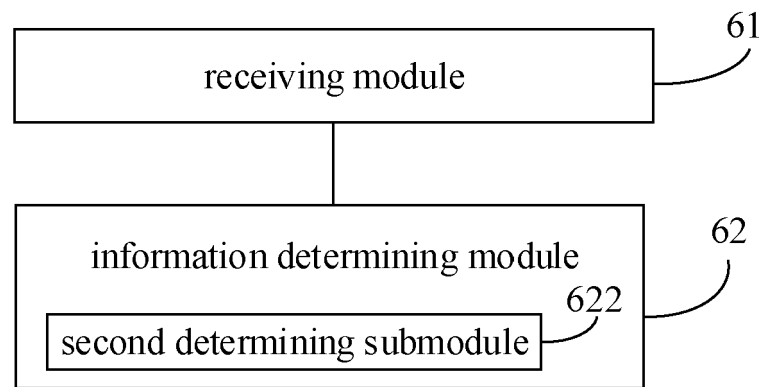 61
receiving module
62
information determining module
622
second determining submodule